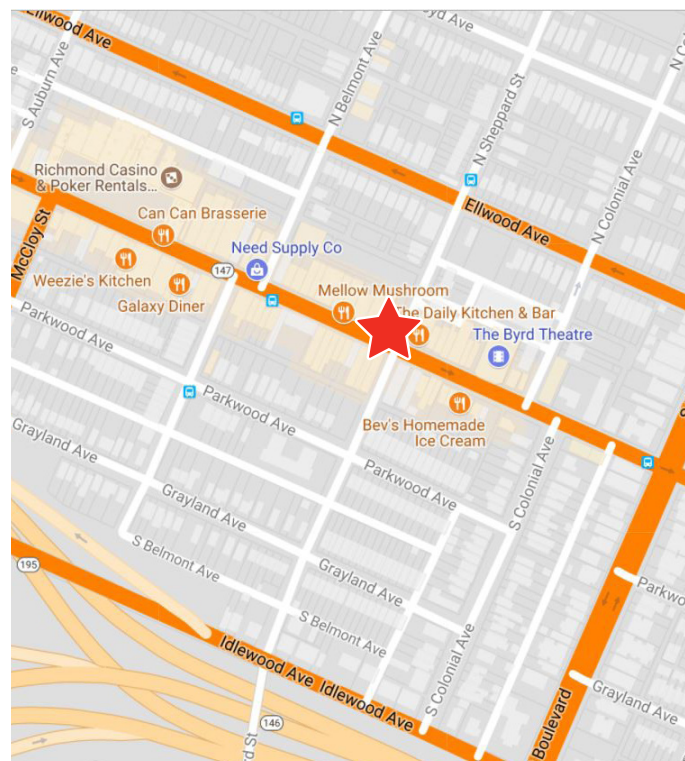 Ellwood Ave
yd Ave
N C
S Auburn Ave
N Belmont Ave
N Sheppard St
Richmond Casino
& Poker Rentals...
Can Can Brasserie
Ellwood Ave
N Colonial Ave
McCloy St
Need Supply Co
147
Weezie's Kitchen
Galaxy Diner
Mellow Mushroom
The Daily Kitchen & Bar
The Byrd Theatre
Parkwood Ave
Parkwood Ave
Bev's Homemade
Ice Cream
Grayland Ave
Parkwood Ave
S Colonial Ave
Grayland Ave
S Belmont Ave
195
Grayland Ave
Parkwo
S Belmont Ave
S Colonial Ave
Idlewood Ave
Idlewood Ave
Grayland Ave
146
rd St
Boulevard